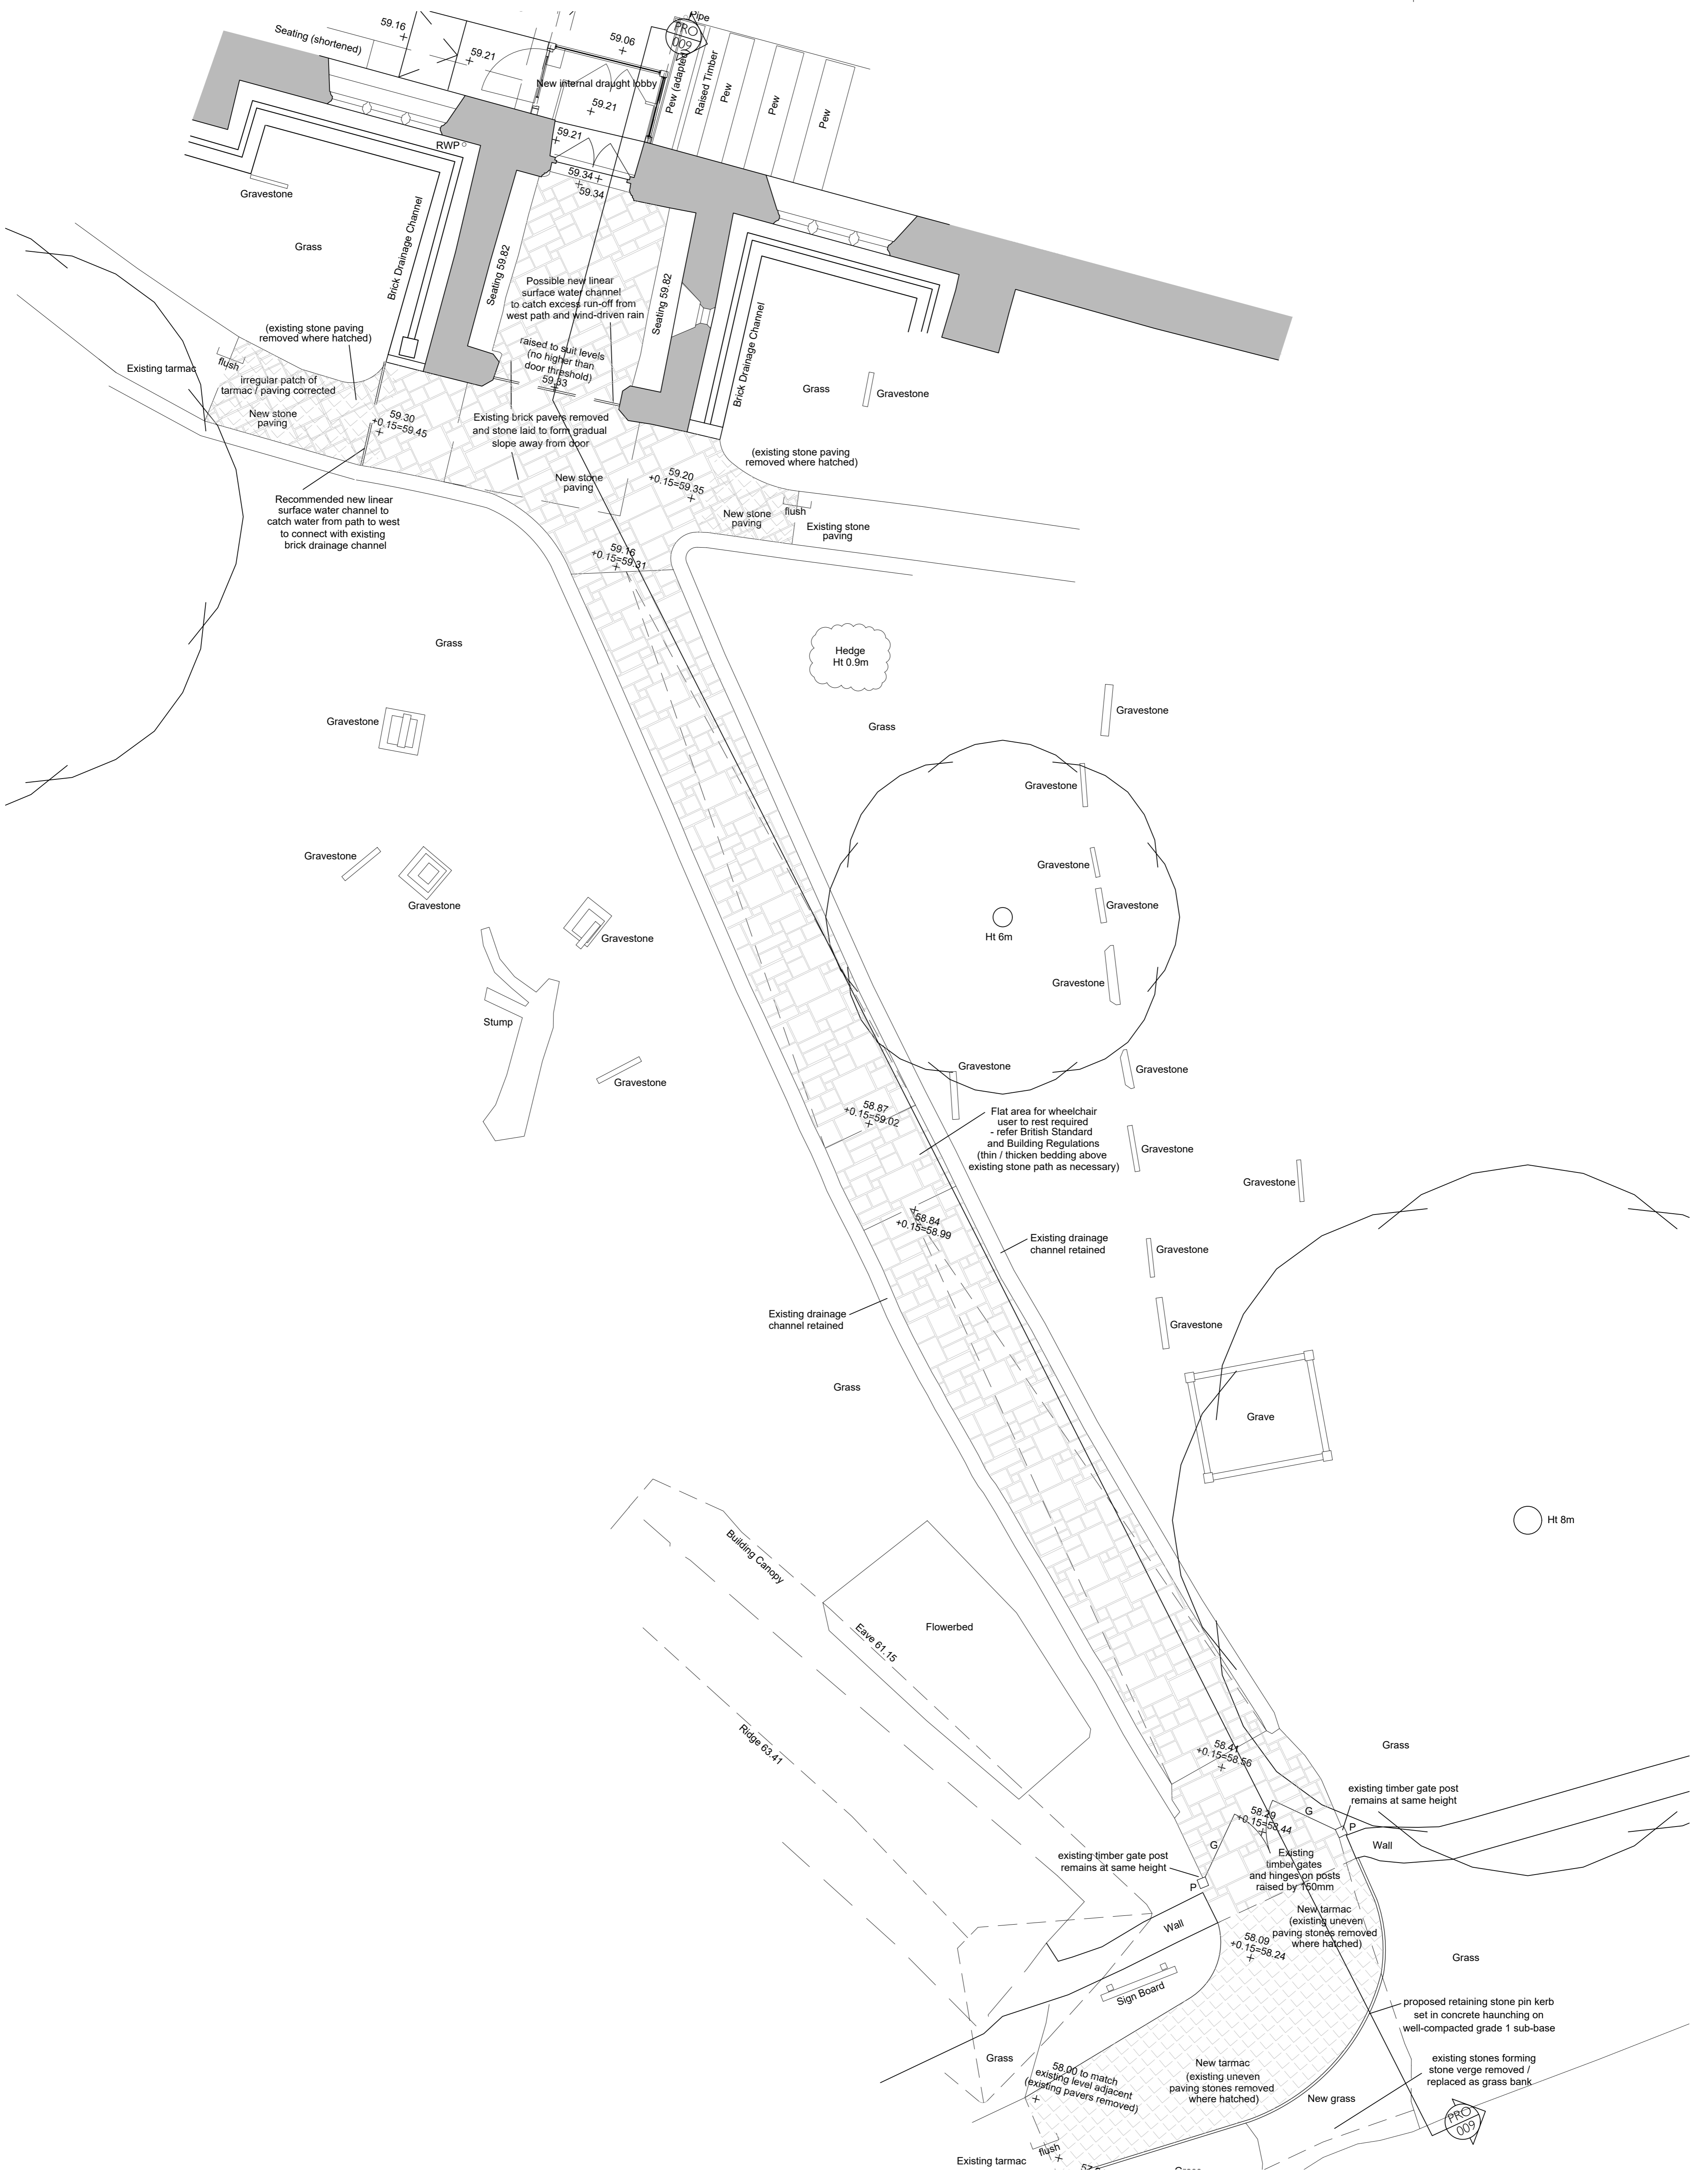 Pipe
59.16
Seating (shortened)
59.21
59.06
PRO
009
New internal draught lobby
59.21
Pew (adapted)
Raised Timber
Pew
Pew
Pew
59.21
RWP
59.34
59.34
Gravestone
Brick Drainage Channel
Grass
Seating 59.82
Seating 59.82
Possible new linear
surface water channel
to catch excess run-off from
west path and wind-driven rain
(existing stone paving
removed where hatched)
raised to suit levels
(no higher than
door threshold)
59.33
Brick Drainage Channel
flush
Existing tarmac
irregular patch of
tarmac / paving corrected
New stone
paving
59.30
+0.15=59.45
Existing brick pavers removed
and stone laid to form gradual
slope away from door
Grass
Gravestone
(existing stone paving
removed where hatched)
59.20
+0.15=59.35
New stone
paving
New stone
paving
flush
Existing stone
paving
Recommended new linear
surface water channel to
catch water from path to west
to connect with existing
brick drainage channel
59.16
+0.15=59.31
Grass
Hedge
Ht 0.9m
Gravestone
Grass
Gravestone
Gravestone
Gravestone
Gravestone
Gravestone
Gravestone
Gravestone
Ht 6m
Gravestone
Stump
Gravestone
Gravestone
Gravestone
58.87
+0.15=59.02
Flat area for wheelchair
user to rest required
- refer British Standard
and Building Regulations
(thin / thicken bedding above
existing stone path as necessary)
Gravestone
Gravestone
58.84
+0.15=58.99
Existing drainage
channel retained
Gravestone
Existing drainage
channel retained
Gravestone
Grass
Grave
Ht 8m
Building Canopy
Flowerbed
Eave 61.15
Ridge 63.41
58.41
+0.15=58.56
Grass
existing timber gate post
remains at same height
58.29
+0.15=58.44
G
P
G
Wall
existing timber gate post
remains at same height
Existing
timber gates
and hinges on posts
raised by 150mm
P
New tarmac
(existing uneven
paving stones removed
where hatched)
Wall
58.09
+0.15=58.24
Grass
Sign Board
proposed retaining stone pin kerb
set in concrete haunching on
well-compacted grade 1 sub-base
Grass
58.00 to match
existing level adjacent
(existing pavers removed)
New tarmac
(existing uneven
paving stones removed
where hatched)
existing stones forming
stone verge removed /
replaced as grass bank
New grass
PRO
009
flush
Existing tarmac